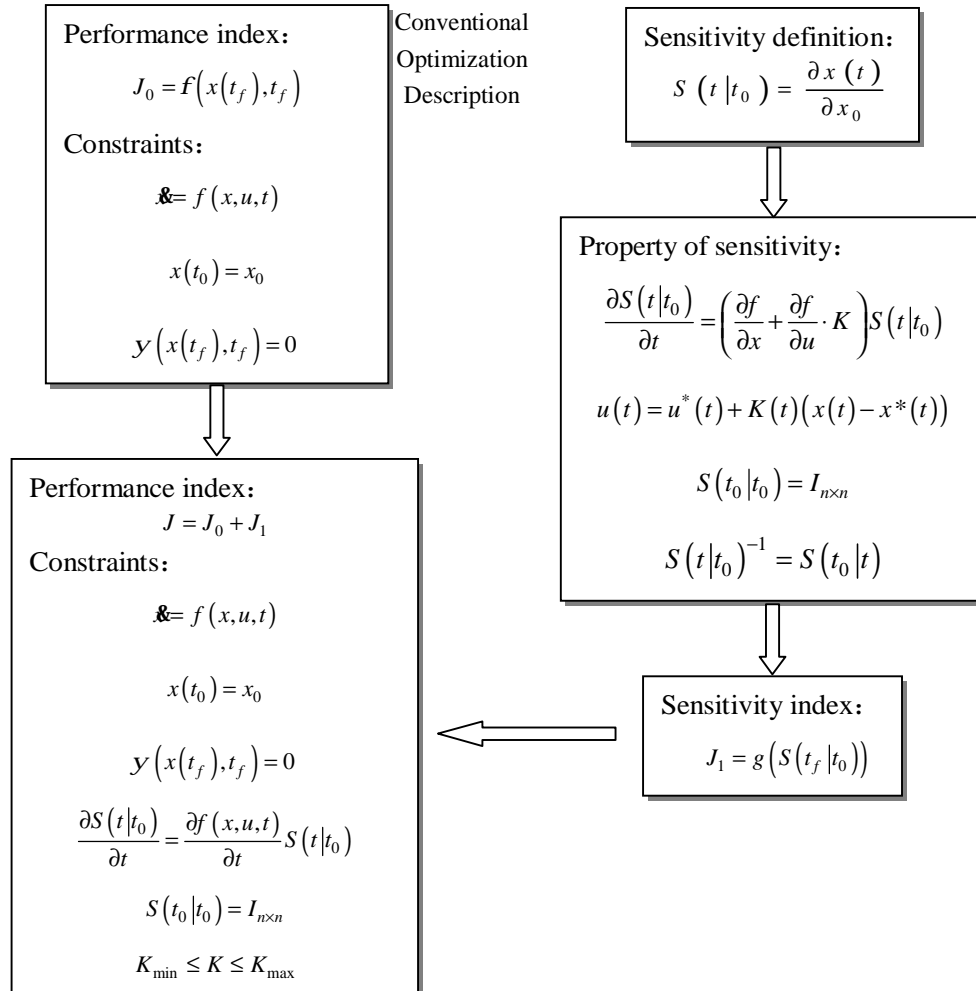 Performance index:
J_0 = f(x(t_f), t_f)
Constraints:
x& = f(x, u, t)
x(t_0) = x_0
y(x(t_f), t_f) = 0
Conventional
Optimization
Description
Sensitivity definition:
S (t|t_0) = ∂x(t)/∂x_0
Property of sensitivity:
∂S(t|t_0)/∂t = (∂f/∂x + ∂f/∂u · K) S(t|t_0)
u(t) = u^*(t) + K(t)(x(t) − x*(t))
S(t_0|t_0) = I_{n×n}
S(t|t_0)^{−1} = S(t_0|t)
Sensitivity index:
J_1 = g(S(t_f|t_0))
Performance index:
J = J_0 + J_1
Constraints:
x& = f(x, u, t)
x(t_0) = x_0
y(x(t_f), t_f) = 0
∂S(t|t_0)/∂t = ∂f(x, u, t)/∂t S(t|t_0)
S(t_0|t_0) = I_{n×n}
K_min ≤ K ≤ K_max